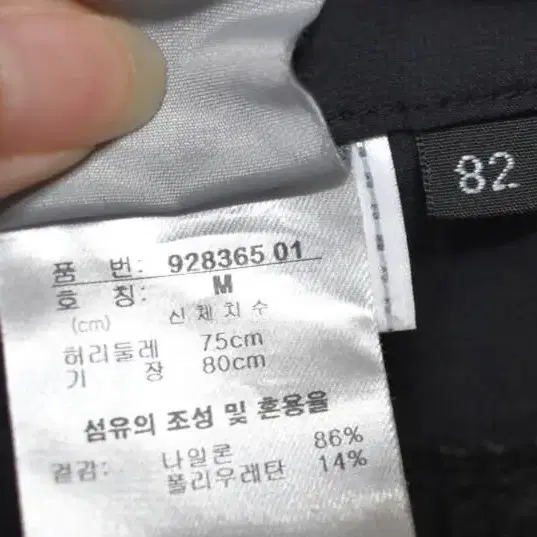 82
품 번: 928365 01
호 칭: M
(cm) 신체치수
허리둘레 75cm
기 장 80cm
섬유의 조성 및 혼용율
겉감: 나일론 86%
폴리우레탄 14%